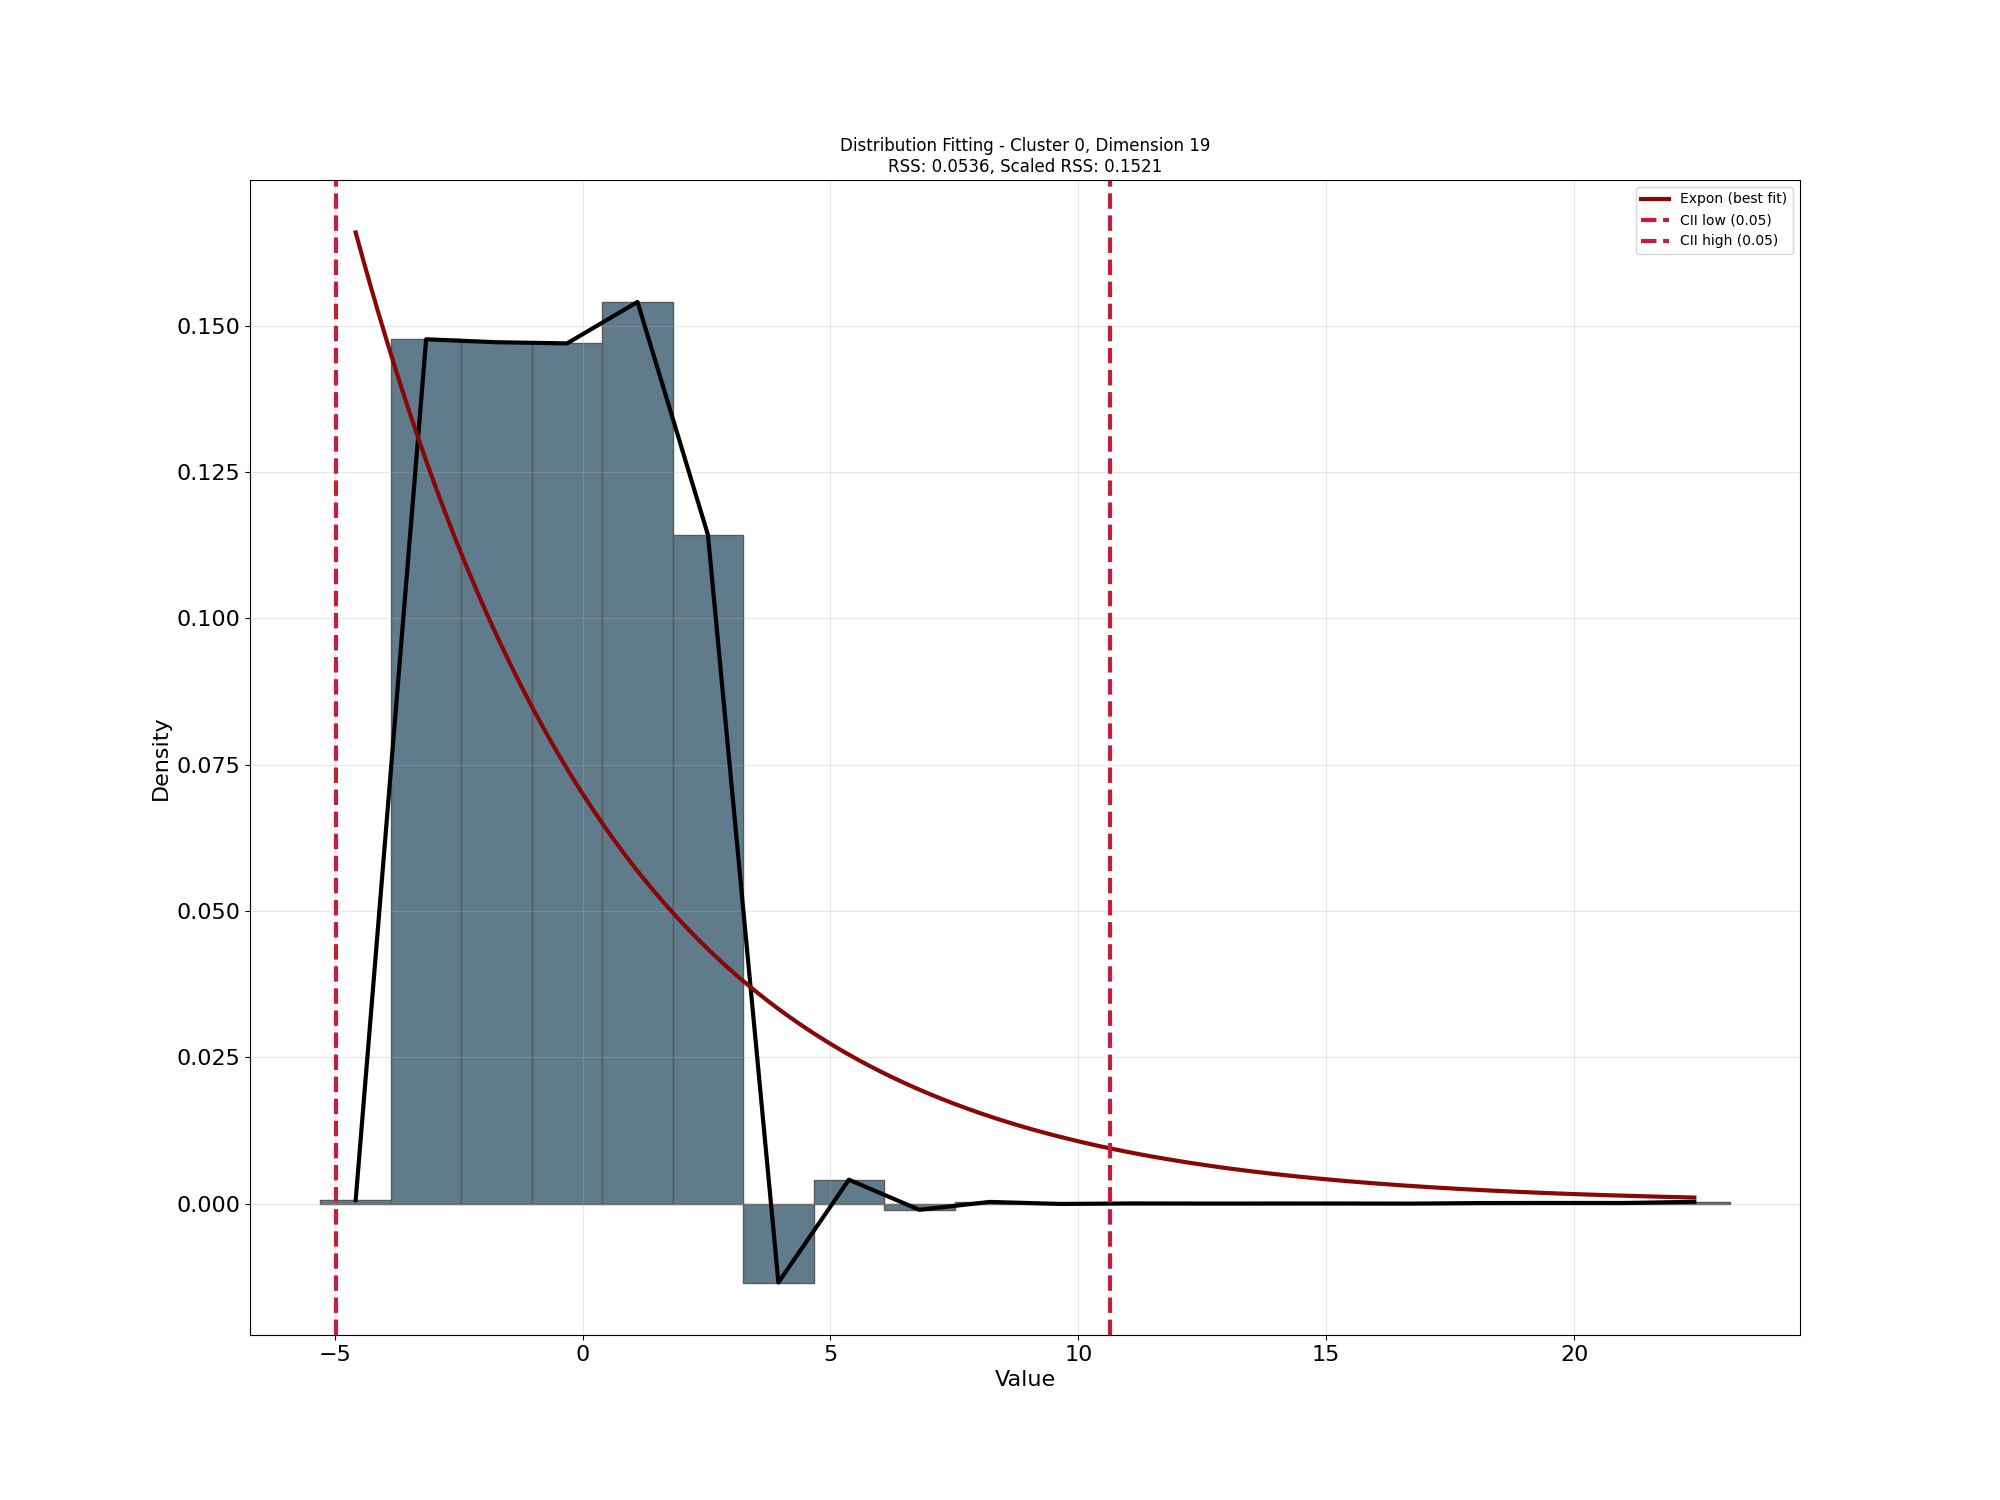 Distribution Fitting - Cluster 0, Dimension 19
RSS: 0.0536, Scaled RSS: 0.1521
Expon (best fit)
CII low (0.05)
CII high (0.05)
0.150
0.125
0.100
0.075
0.050
0.025
0.000
Density
−5 0 5 10 15 20
Value